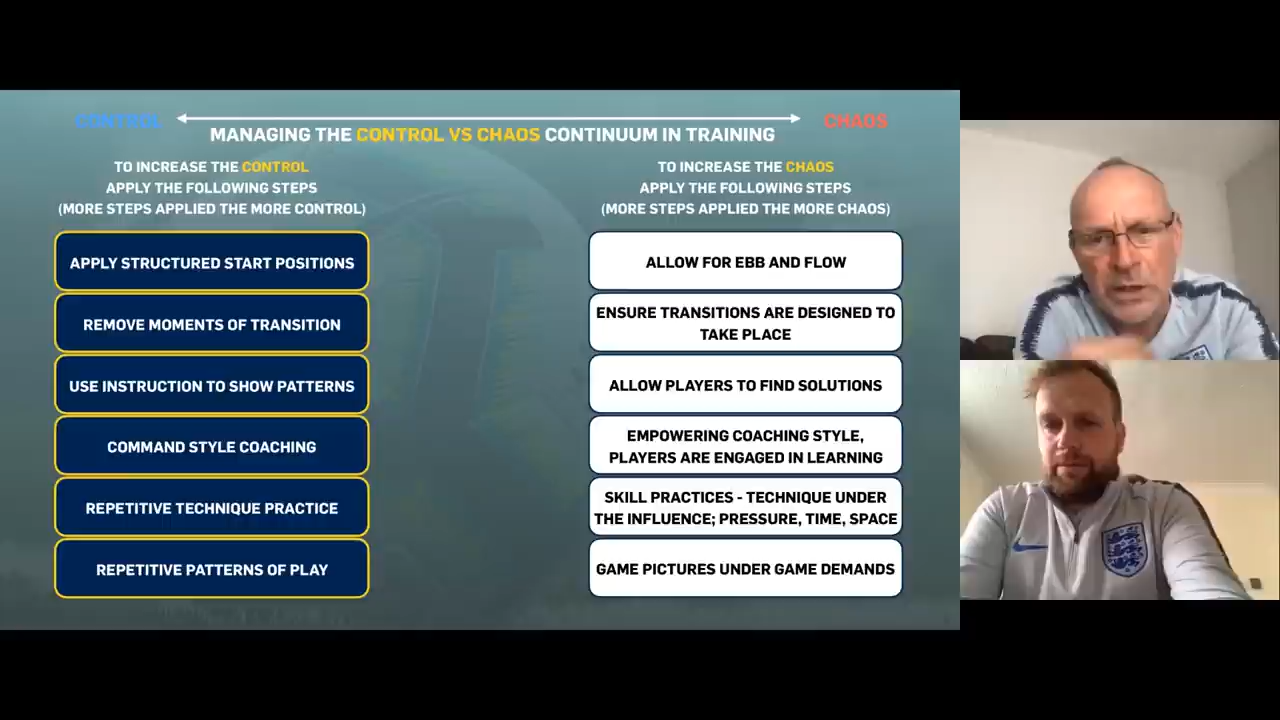 CONTROL
CHAOS
MANAGING THE CONTROL VS CHAOS CONTINUUM IN TRAINING
TO INCREASE THE CONTROL
APPLY THE FOLLOWING STEPS
(MORE STEPS APPLIED THE MORE CONTROL)
APPLY STRUCTURED START POSITIONS
REMOVE MOMENTS OF TRANSITION
USE INSTRUCTION TO SHOW PATTERNS
COMMAND STYLE COACHING
REPETITIVE TECHNIQUE PRACTICE
REPETITIVE PATTERNS OF PLAY
TO INCREASE THE CHAOS
APPLY THE FOLLOWING STEPS
(MORE STEPS APPLIED THE MORE CHAOS)
ALLOW FOR EBB AND FLOW
ENSURE TRANSITIONS ARE DESIGNED TO
TAKE PLACE
ALLOW PLAYERS TO FIND SOLUTIONS
EMPOWERING COACHING STYLE,
PLAYERS ARE ENGAGED IN LEARNING
SKILL PRACTICES - TECHNIQUE UNDER
THE INFLUENCE; PRESSURE, TIME, SPACE
GAME PICTURES UNDER GAME DEMANDS